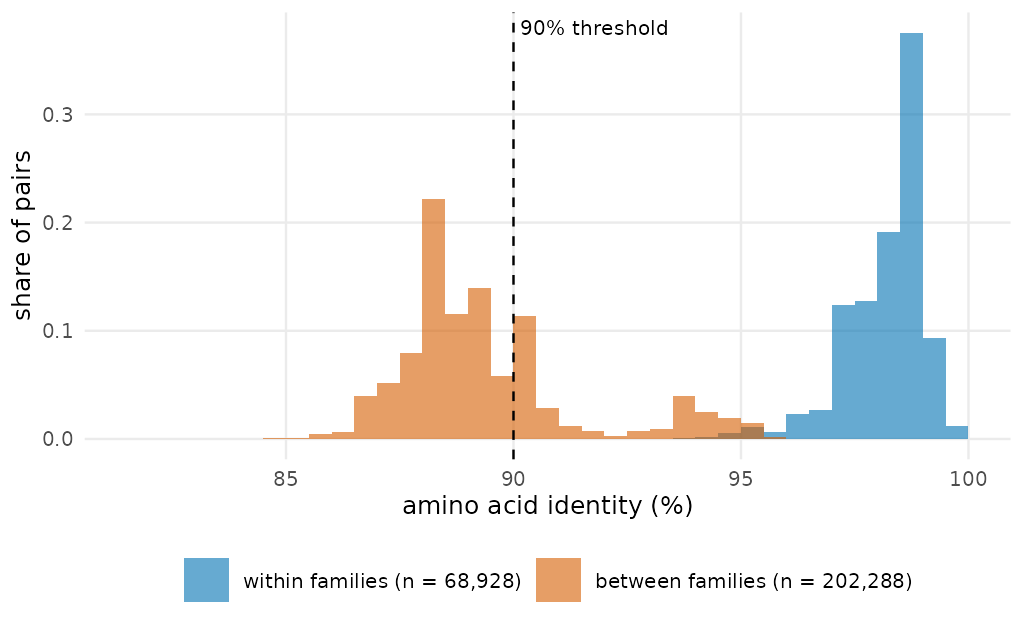 90% threshold
share of pairs
0.3
0.2
0.1
0.0
85 90 95 100
amino acid identity (%)
within families (n = 68,928) between families (n = 202,288)